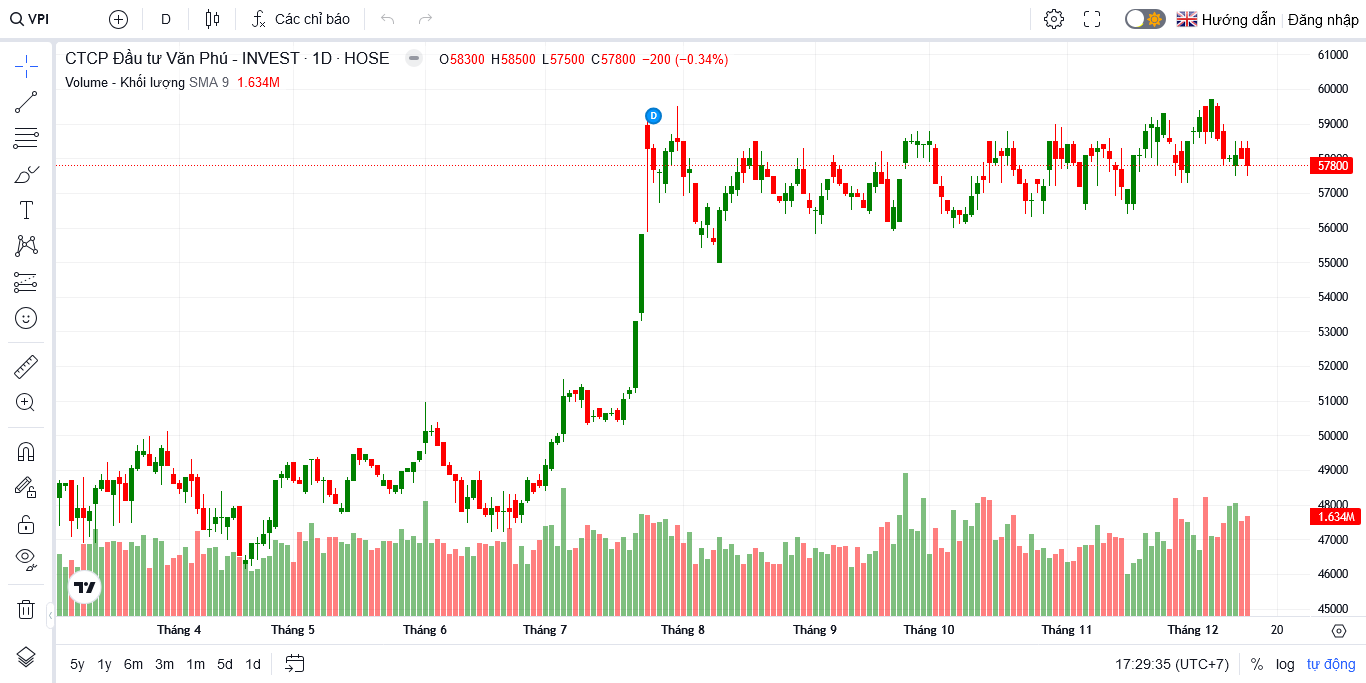 VPI D Các chỉ báo Hướng dẫn Đăng nhập
CTCP Đầu tư Văn Phú - INVEST · 1D · HOSE O58300 H58500 L57500 C57800 −200 (−0.34%)
Volume - Khối lượng SMA 9 1.634M
D
61000
60000
59000
58000
57800
57000
56000
55000
54000
53000
52000
51000
50000
49000
48000
1.634M
47000
46000
45000
Tháng 4 Tháng 5 Tháng 6 Tháng 7 Tháng 8 Tháng 9 Tháng 10 Tháng 11 Tháng 12 20
5y 1y 6m 3m 1m 5d 1d 17:29:35 (UTC+7) % log tự động